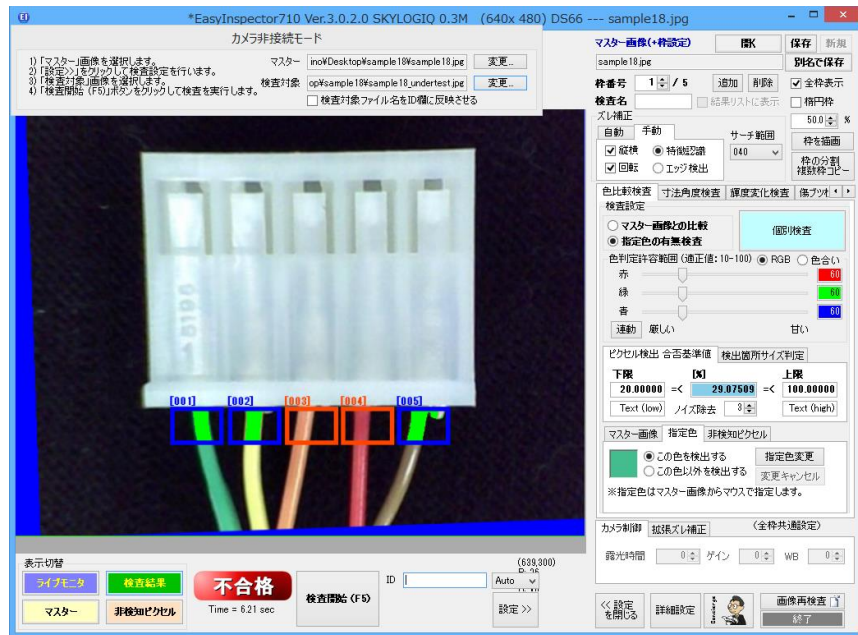 *EasyInspector710 Ver.3.0.2.0 SKYLOGIQ 0.3M (640x 480) DS66 --- sample18.jpg
カメラ非接続モード
1)「マスター」画像を選択します。
2)「設定>>」をクリックして検査設定を行います。
3)「検査対象」画像を選択します。
4)「検査開始 (F5)」ボタンをクリックして検査を実行します。
マスター ino¥Desktop¥sample18¥sample18.jpg 変更...
検査対象 op¥sample18¥sample18_undertest.jpg 変更...
検査対象ファイル名をID欄に反映させる
5195
[001] [002] [003] [004] [005]
マスター画像(+枠設定) 開く 保存 新規
sample18.jpg 別名で保存
枠番号 1 / 5 追加 削除 全枠表示
検査名 結果リストに表示 楕円枠
ズレ補正 50.0 %
自動 手動 サーチ範囲 枠を描画
縦横 特徴認識 040
回転 エッジ検出 枠の分割
複数枠コピー
色比較検査 寸法角度検査 輝度変化検査 傷ブツオ
検査設定
マスター画像との比較 個別検査
指定色の有無検査
色判定許容範囲 (適正値:10-100) RGB 色合い
赤 60
緑 60
青 60
連動 厳しい 甘い
ピクセル検出 合否基準値 検出箇所サイズ判定
下限 [%] 上限
20.00000 =< 29.07509 =< 100.00000
Text (low) ノイズ除去 3 Text (high)
マスター画像 指定色 非検知ピクセル
この色を検出する 指定色変更
この色以外を検出する 変更キャンセル
※指定色はマスター画像からマウスで指定します。
カメラ制御 拡張ズレ補正 (全枠共通設定)
露光時間 0 ゲイン 0 WB 0
表示切替 (639,300)
ライブモニタ 検査結果 不合格 検査開始 (F5) ID Auto
マスター 非検知ピクセル Time = 6.21 sec 設定 >>
<< 設定
を閉じる 詳細設定 画像再検査
終了